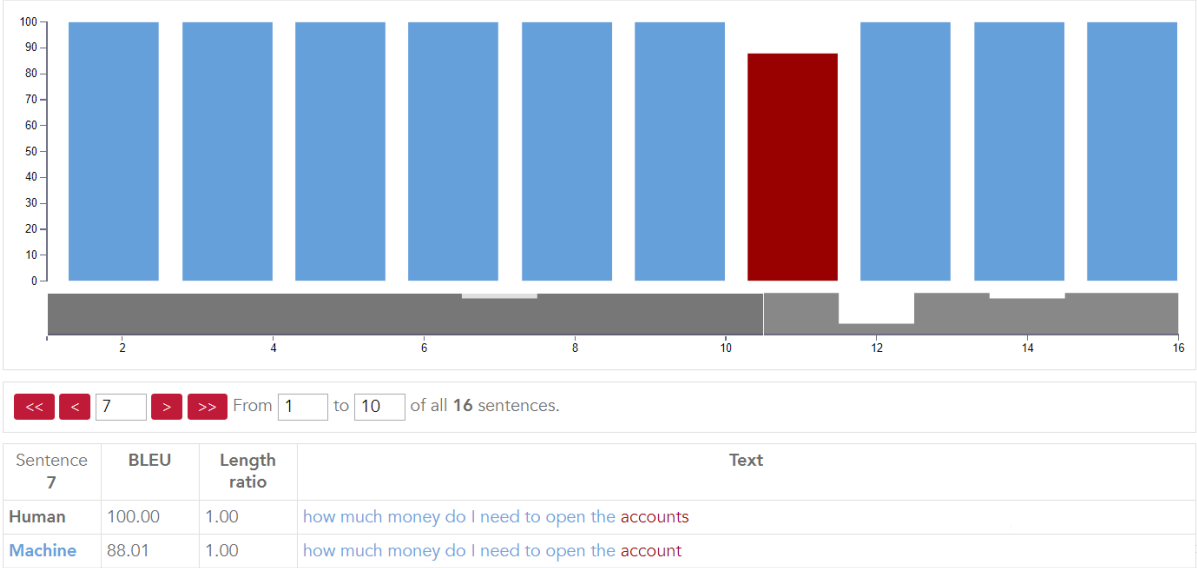 100
90
80
70
60
50
40
30
20
10
0
2 4 6 8 10 12 14 16
<< < 7 > >> From 1 to 10 of all 16 sentences.
Sentence 7 BLEU Length ratio Text
Human 100.00 1.00 how much money do I need to open the accounts
Machine 88.01 1.00 how much money do I need to open the account